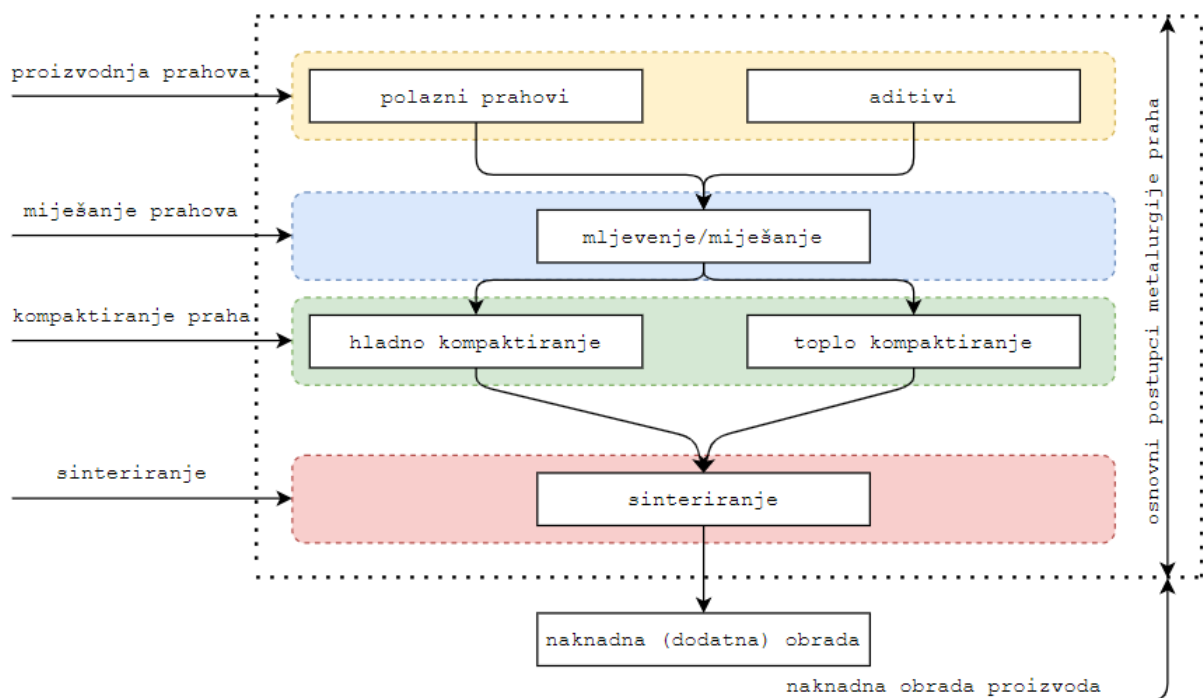 proizvodnja prahova
polazni prahovi
aditivi
miješanje prahova
mljevenje/miješanje
kompaktiranje praha
hladno kompaktiranje
toplo kompaktiranje
sinteriranje
sinteriranje
osnovni postupci metalurgije praha
naknadna (dodatna) obrada
naknadna obrada proizvoda